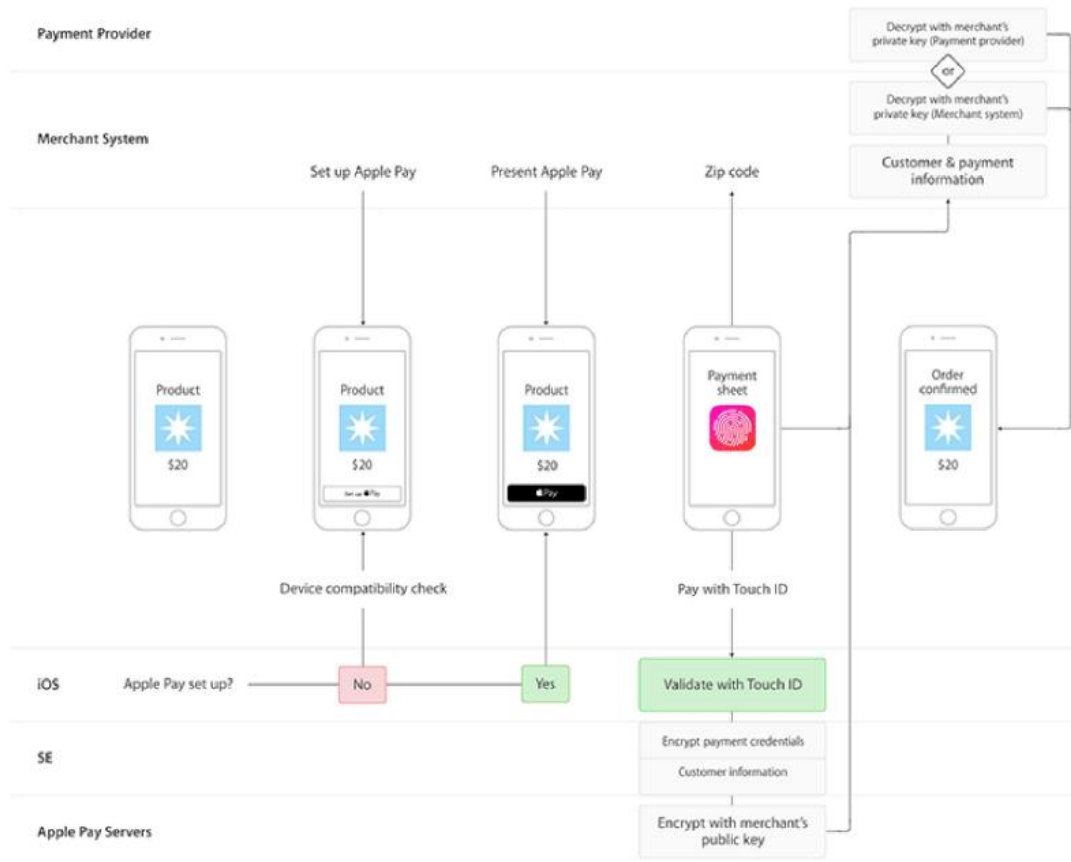 Payment Provider
Decrypt with merchant's
private key (Payment provider)
or
Decrypt with merchant's
private key (Merchant system)
Merchant System
Customer & payment
information
Set up Apple Pay
Present Apple Pay
Zip code
Product
$20
Product
$20
Set up Pay
Product
$20
Pay
Payment
sheet
Order
confirmed
$20
Device compatibility check
Pay with Touch ID
iOS
Apple Pay set up?
No
Yes
Validate with Touch ID
SE
Encrypt payment credentials
Customer information
Apple Pay Servers
Encrypt with merchant's
public key